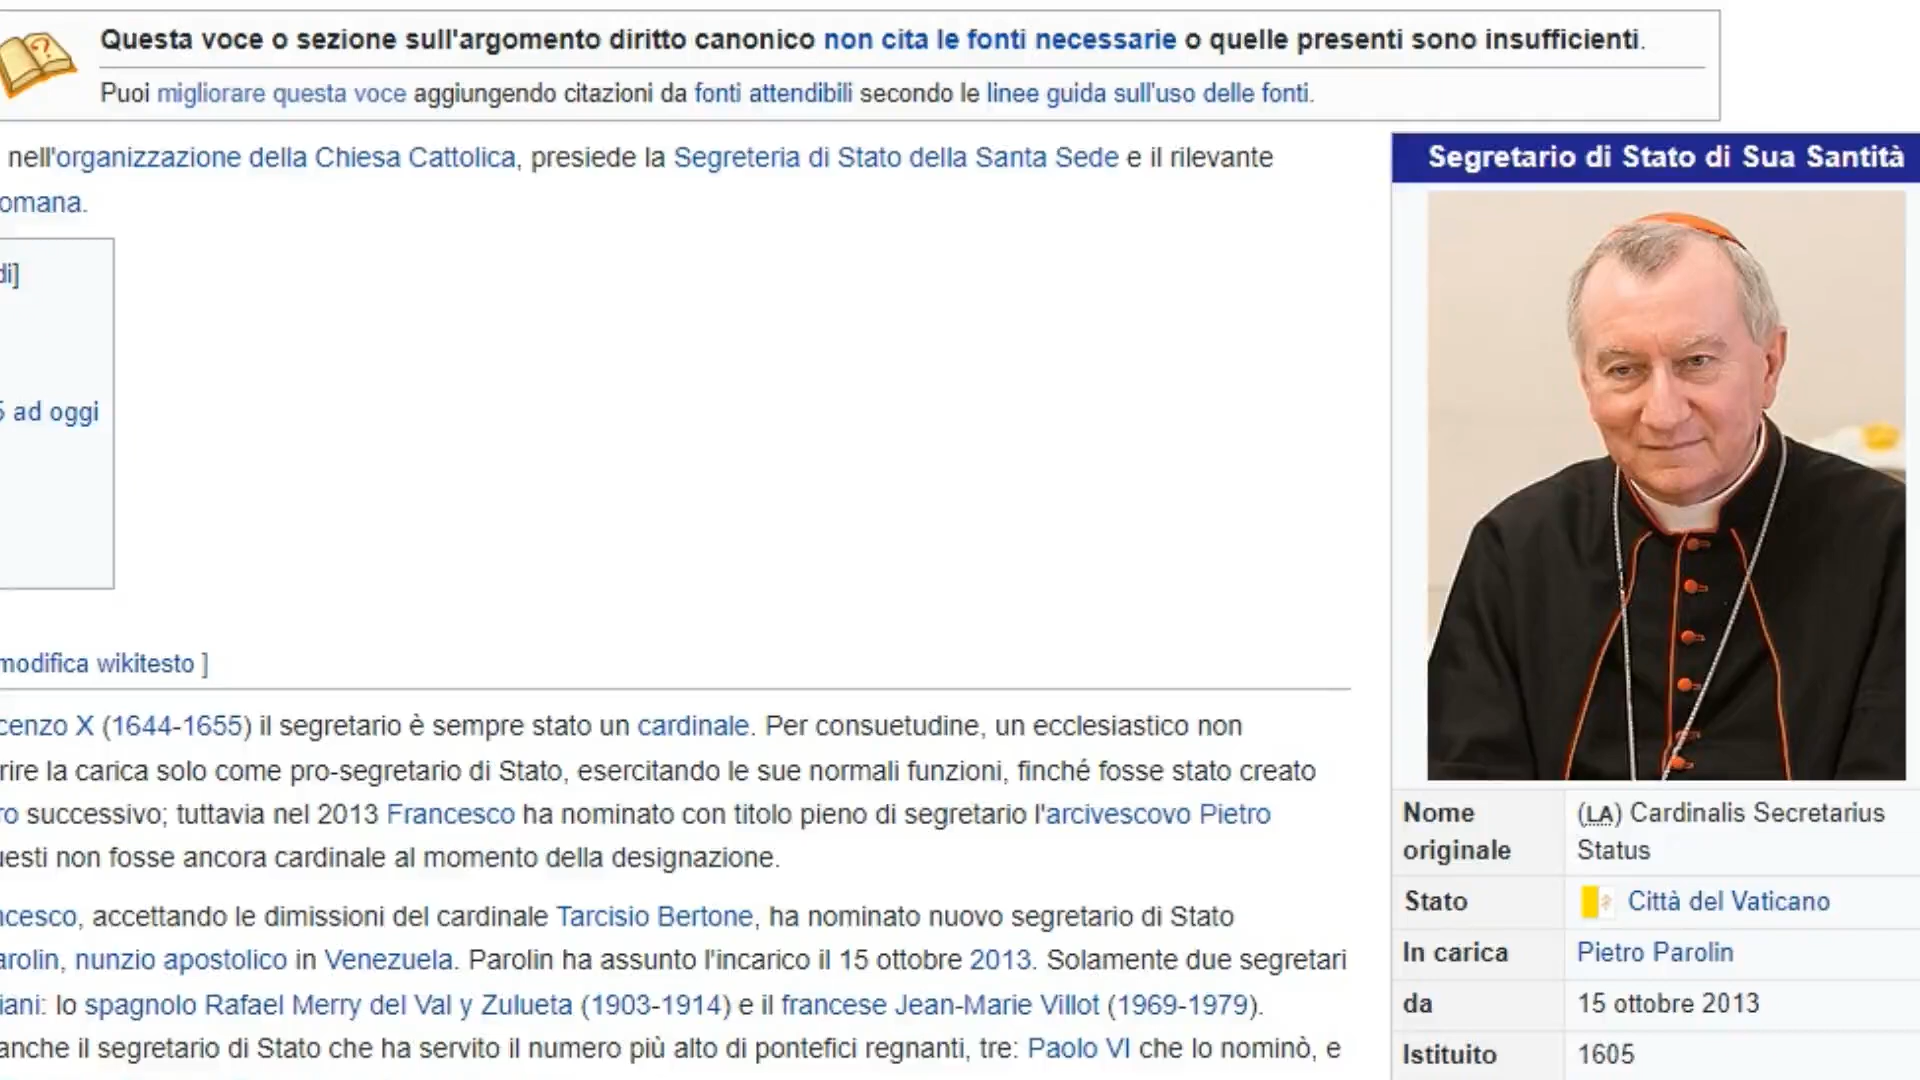 Questa voce o sezione sull'argomento diritto canonico non cita le fonti necessarie o quelle presenti sono insufficienti.
Puoi migliorare questa voce aggiungendo citazioni da fonti attendibili secondo le linee guida sull'uso delle fonti.
nell'organizzazione della Chiesa Cattolica, presiede la Segreteria di Stato della Santa Sede e il rilevante
omana.
di]
5 ad oggi
modifica wikitesto ]
cenzo X (1644-1655) il segretario è sempre stato un cardinale. Per consuetudine, un ecclesiastico non
rire la carica solo come pro-segretario di Stato, esercitando le sue normali funzioni, finché fosse stato creato
ro successivo; tuttavia nel 2013 Francesco ha nominato con titolo pieno di segretario l'arcivescovo Pietro
uesti non fosse ancora cardinale al momento della designazione.
ncesco, accettando le dimissioni del cardinale Tarcisio Bertone, ha nominato nuovo segretario di Stato
arolin, nunzio apostolico in Venezuela. Parolin ha assunto l'incarico il 15 ottobre 2013. Solamente due segretari
iani: lo spagnolo Rafael Merry del Val y Zulueta (1903-1914) e il francese Jean-Marie Villot (1969-1979).
anche il segretario di Stato che ha servito il numero più alto di pontefici regnanti, tre: Paolo VI che lo nominò, e
Segretario di Stato di Sua Santità
Nome originale (LA) Cardinalis Secretarius Status
Stato Città del Vaticano
In carica Pietro Parolin
da 15 ottobre 2013
Istituito 1605